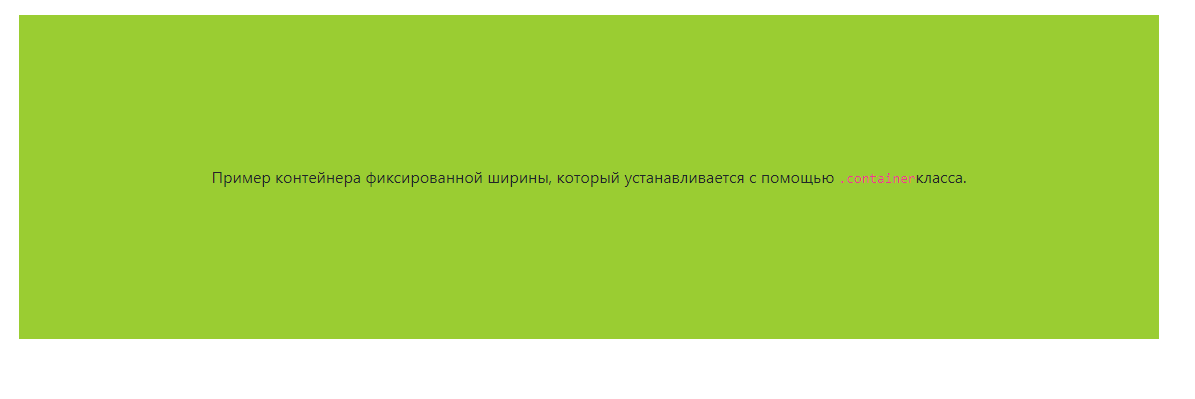 Пример контейнера фиксированной ширины, который устанавливается с помощью .containerкласса.